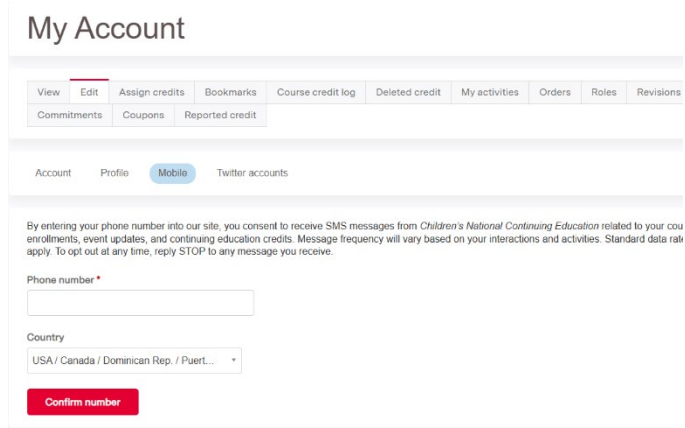 My Account
View Edit Assign credits Bookmarks Course credit log Deleted credit My activities Orders Roles Revisions
Commitments Coupons Reported credit
Account Profile Mobile Twitter accounts
By entering your phone number into our site, you consent to receive SMS messages from Children's National Continuing Education related to your cou
enrollments, event updates, and continuing education credits. Message frequency will vary based on your interactions and activities. Standard data rate
apply. To opt out at any time, reply STOP to any message you receive.
Phone number *
Country
USA / Canada / Dominican Rep. / Puert...
Confirm number